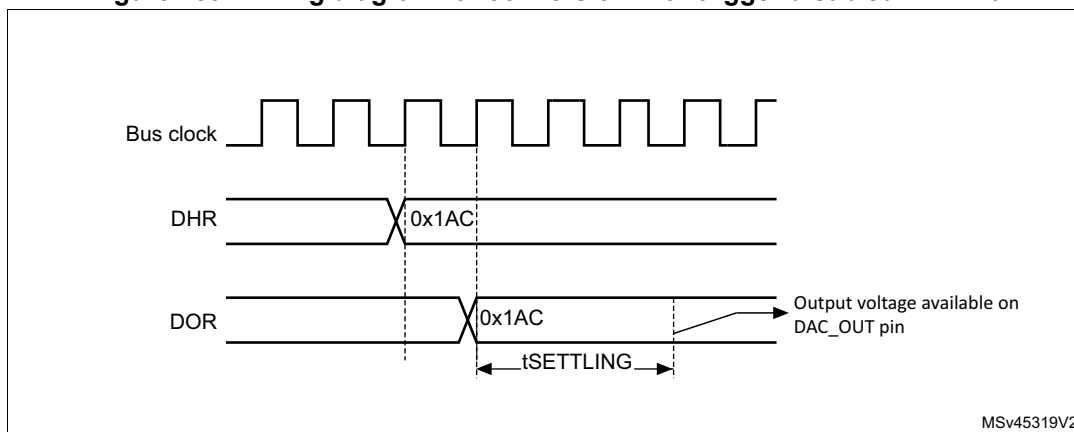 Bus clock
DHR
0x1AC
DOR
0x1AC
Output voltage available on
DAC_OUT pin
tSETTLING
MSv45319V2